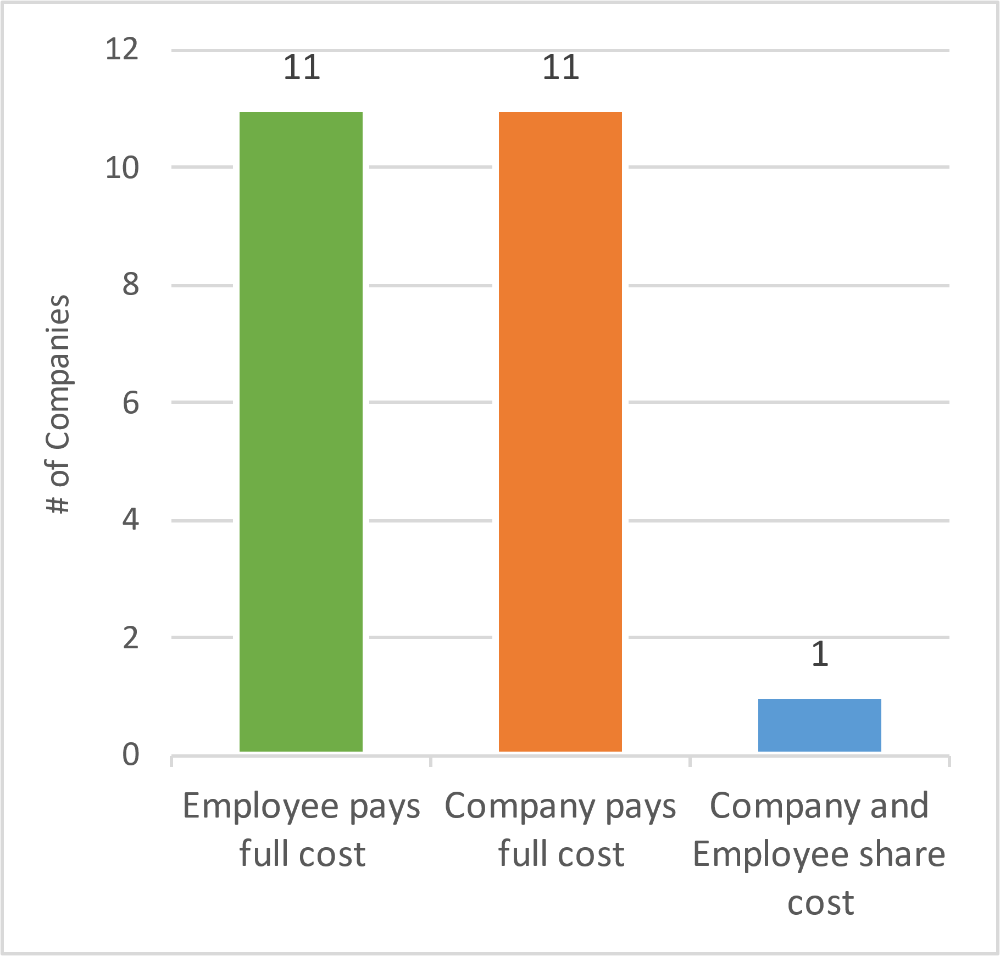 12
11
11
10
8
6
4
2
1
0
# of Companies
Employee pays
full cost
Company pays
full cost
Company and
Employee share
cost